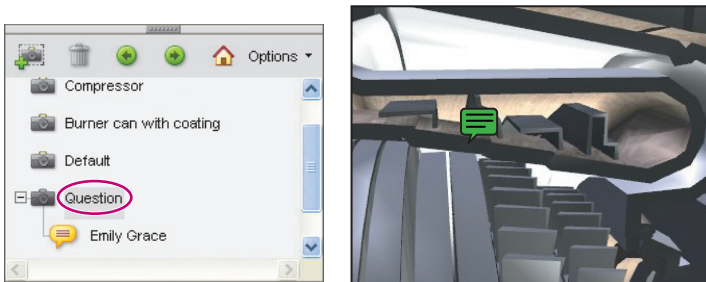 Options
Compressor
Burner can with coating
Default
Question
Emily Grace